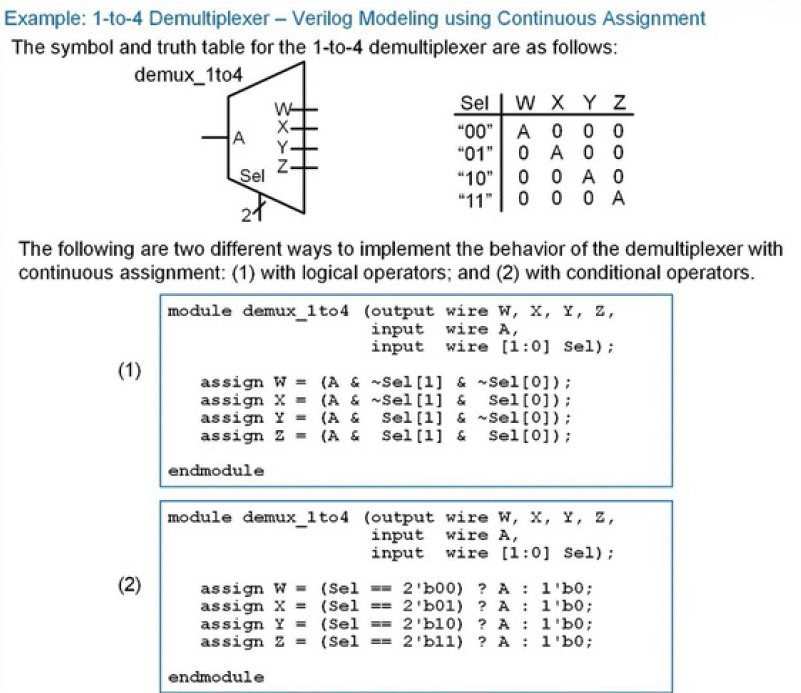 Example: 1-to-4 Demultiplexer – Verilog Modeling using Continuous Assignment
The symbol and truth table for the 1-to-4 demultiplexer are as follows:
demux_1to4
W
X
A
Y
Z
Sel
2
Sel W X Y Z
“00” A 0 0 0
“01” 0 A 0 0
“10” 0 0 A 0
“11” 0 0 0 A
The following are two different ways to implement the behavior of the demultiplexer with
continuous assignment: (1) with logical operators; and (2) with conditional operators.
(1)
module demux_1to4 (output wire W, X, Y, Z,
input wire A,
input wire [1:0] Sel);
assign W = (A & ~Sel[1] & ~Sel[0]);
assign X = (A & ~Sel[1] & Sel[0]);
assign Y = (A & Sel[1] & ~Sel[0]);
assign Z = (A & Sel[1] & Sel[0]);
endmodule
(2)
module demux_1to4 (output wire W, X, Y, Z,
input wire A,
input wire [1:0] Sel);
assign W = (Sel == 2'b00) ? A : 1'b0;
assign X = (Sel == 2'b01) ? A : 1'b0;
assign Y = (Sel == 2'b10) ? A : 1'b0;
assign Z = (Sel == 2'b11) ? A : 1'b0;
endmodule